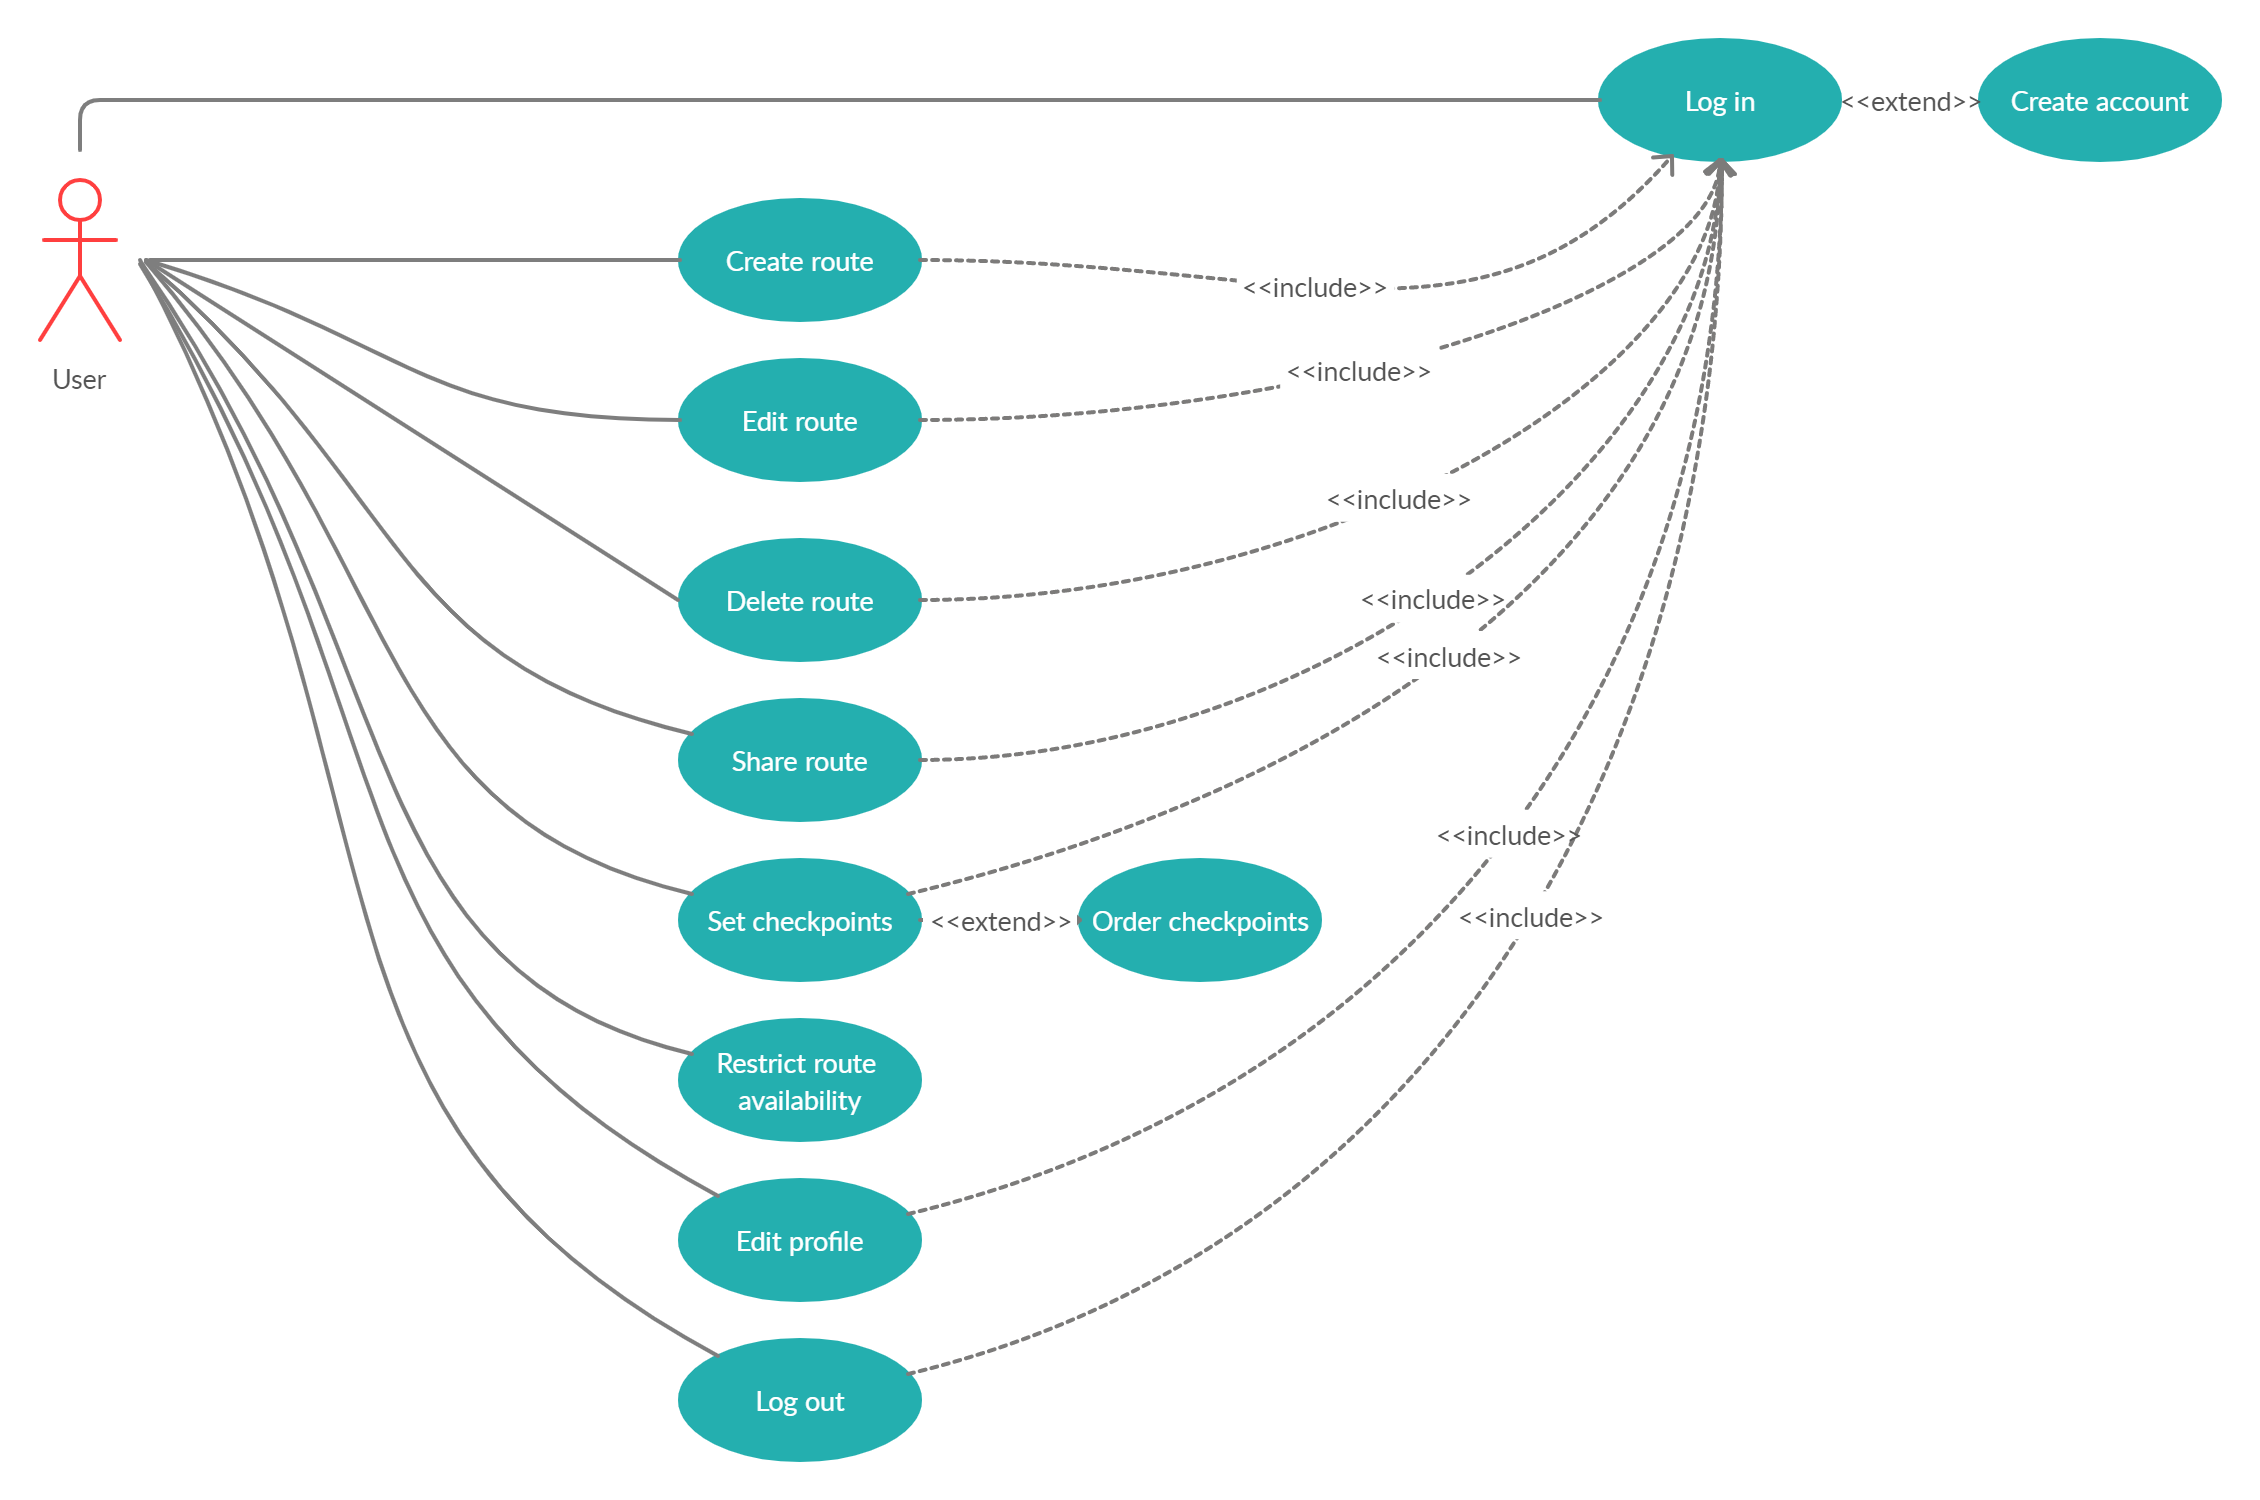 Log in
<<extend>>
Create account
User
Create route
<<include>>
Edit route
<<include>>
Delete route
<<include>>
Share route
<<include>>
Set checkpoints
<<include>>
<<extend>>
Order checkpoints
Restrict route
availability
Edit profile
<<include>>
Log out
<<include>>